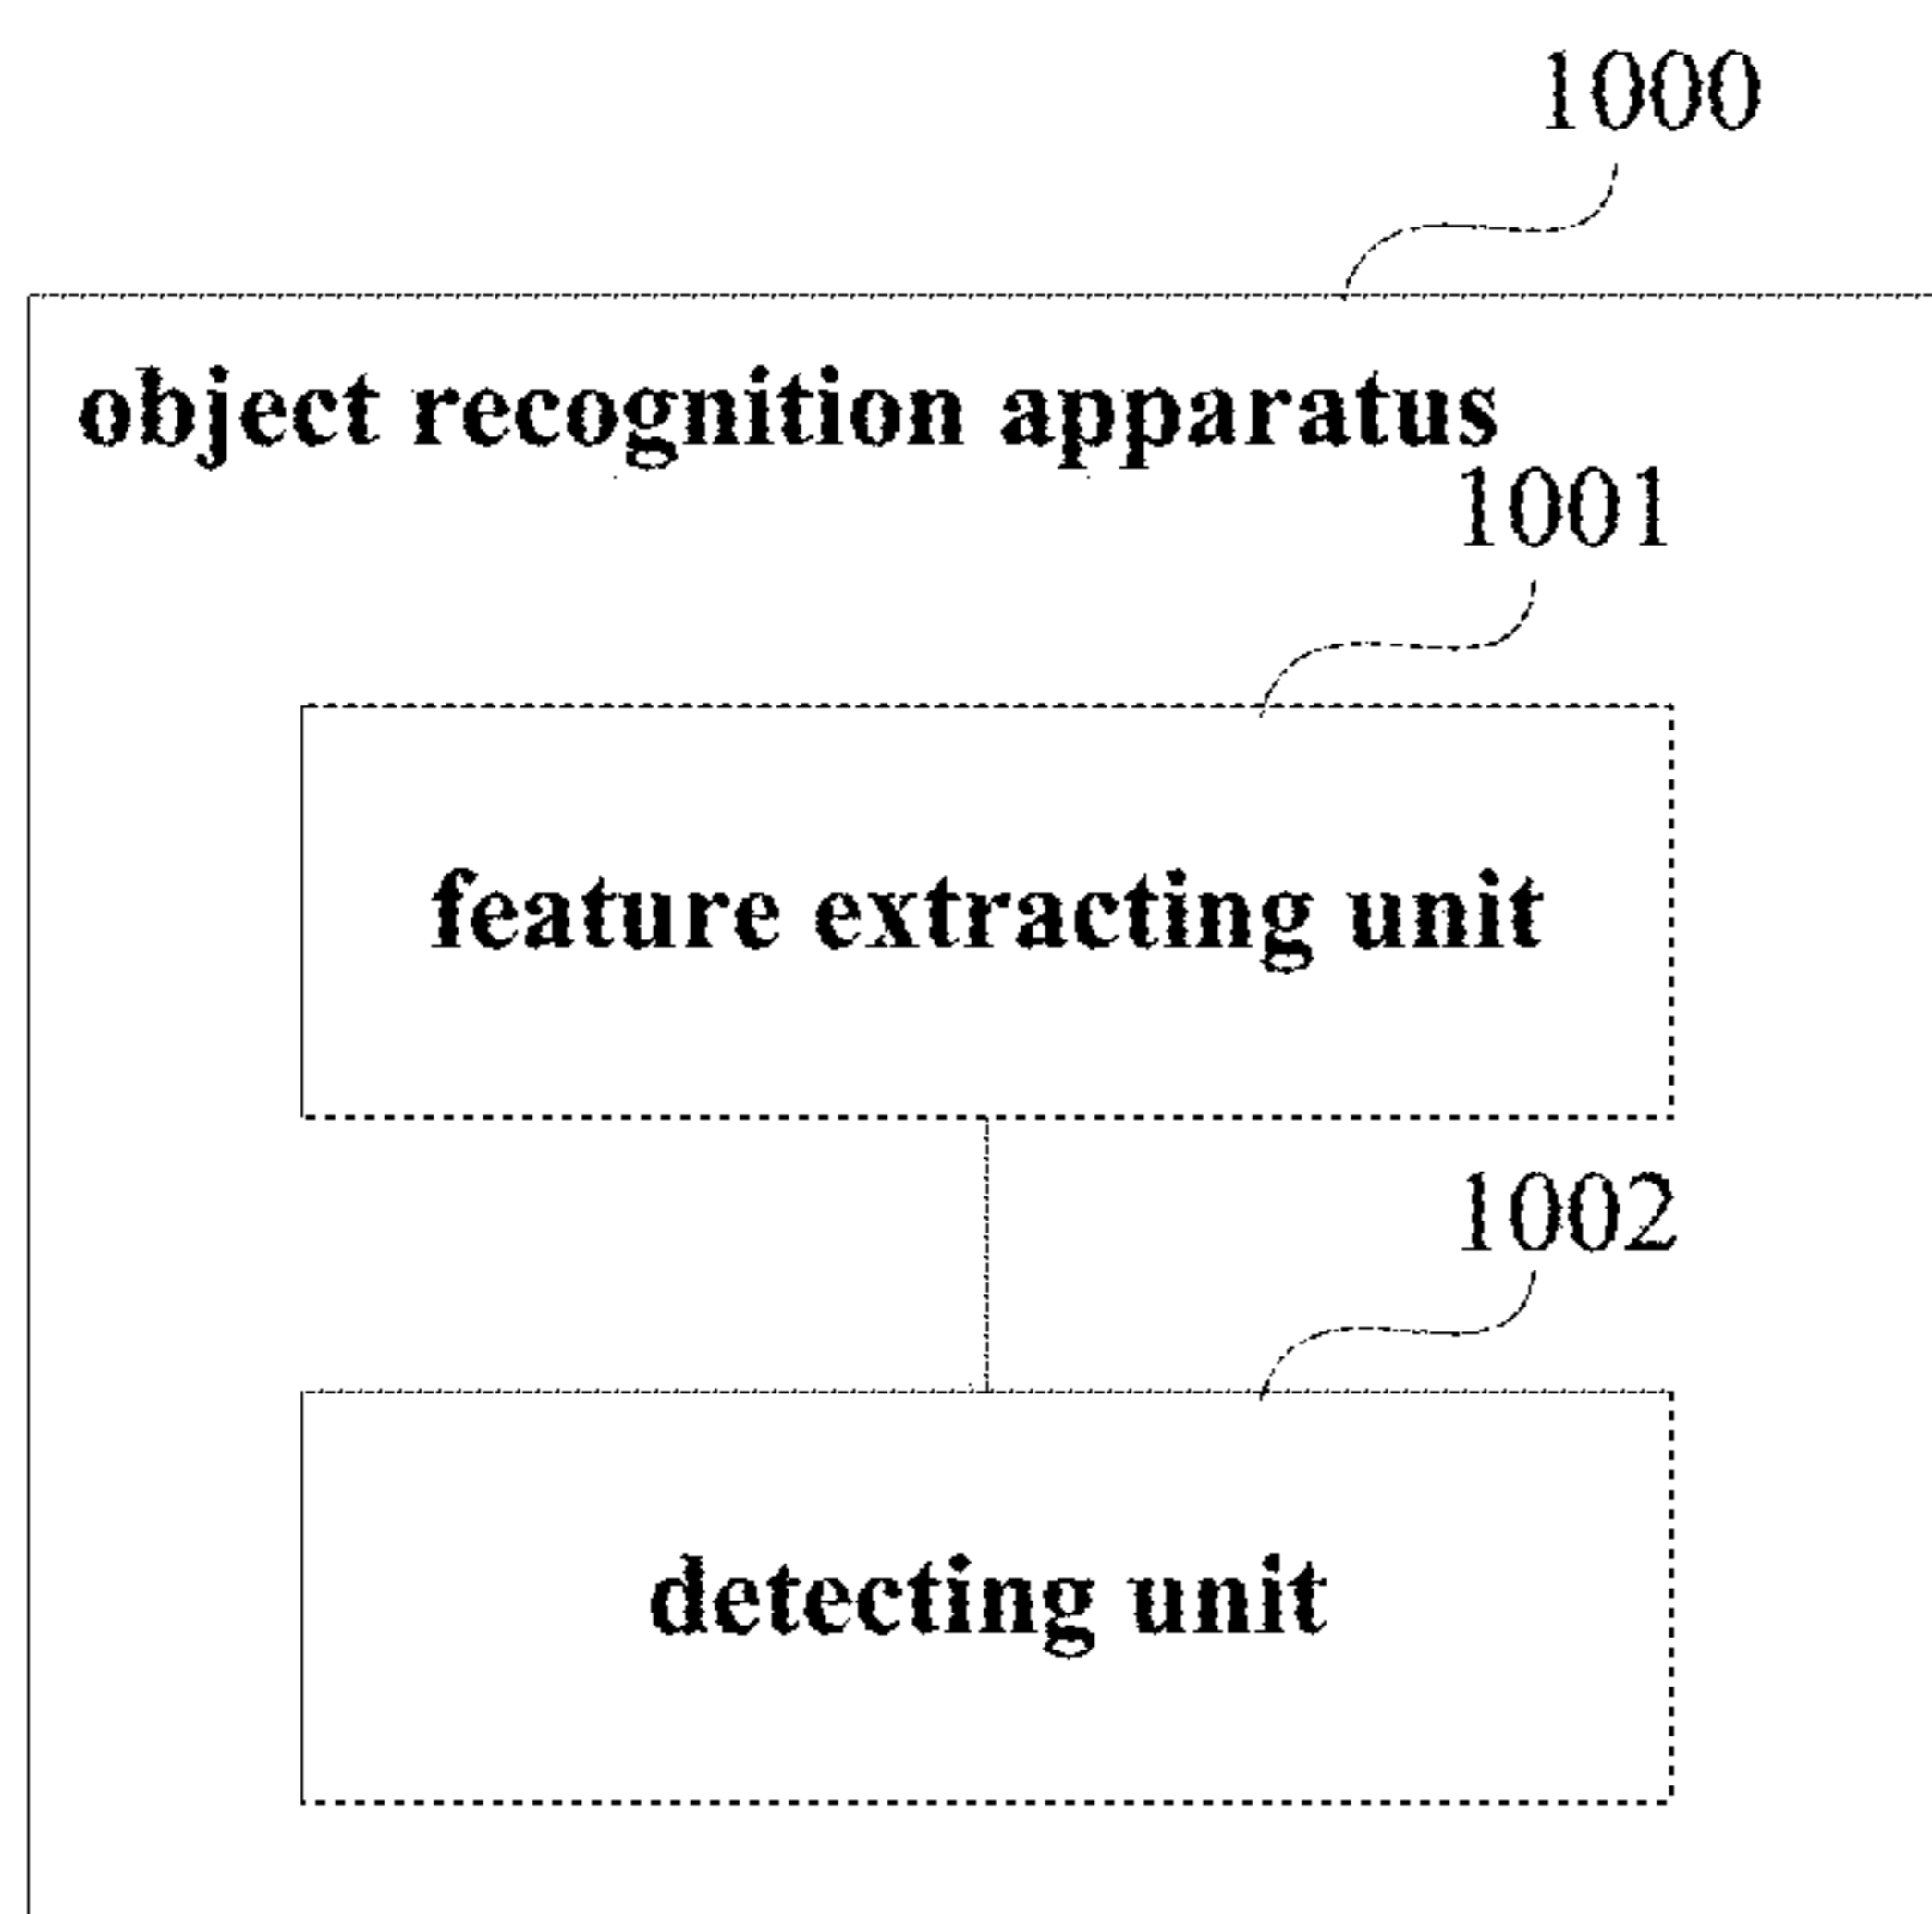 1000
object recognition apparatus
1001
feature extracting unit
1002
detecting unit